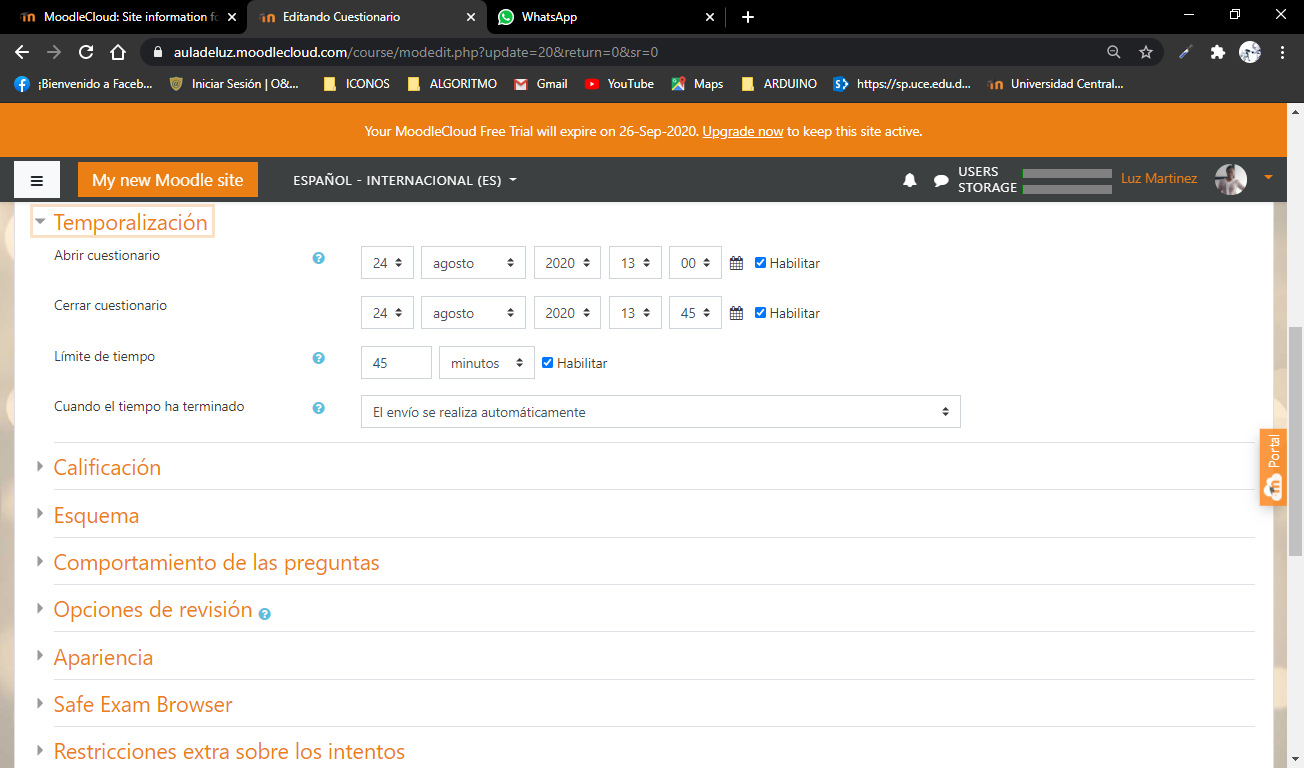 MoodleCloud: Site information fo
Editando Cuestionario
WhatsApp
auladeluz.moodlecloud.com/course/modedit.php?update=20&return=0&sr=0
¡Bienvenido a Faceb...
Iniciar Sesión | O&...
ICONOS
ALGORITMO
Gmail
YouTube
Maps
ARDUINO
https://sp.uce.edu.d...
Universidad Central...
Your MoodleCloud Free Trial will expire on 26-Sep-2020. Upgrade now to keep this site active.
My new Moodle site
ESPAÑOL - INTERNACIONAL (ES)
USERS
STORAGE
Luz Martinez
Temporalización
Abrir cuestionario 24 agosto 2020 13 00 Habilitar
Cerrar cuestionario 24 agosto 2020 13 45 Habilitar
Límite de tiempo 45 minutos Habilitar
Cuando el tiempo ha terminado El envío se realiza automáticamente
Calificación
Portal
Esquema
Comportamiento de las preguntas
Opciones de revisión
Apariencia
Safe Exam Browser
Restricciones extra sobre los intentos